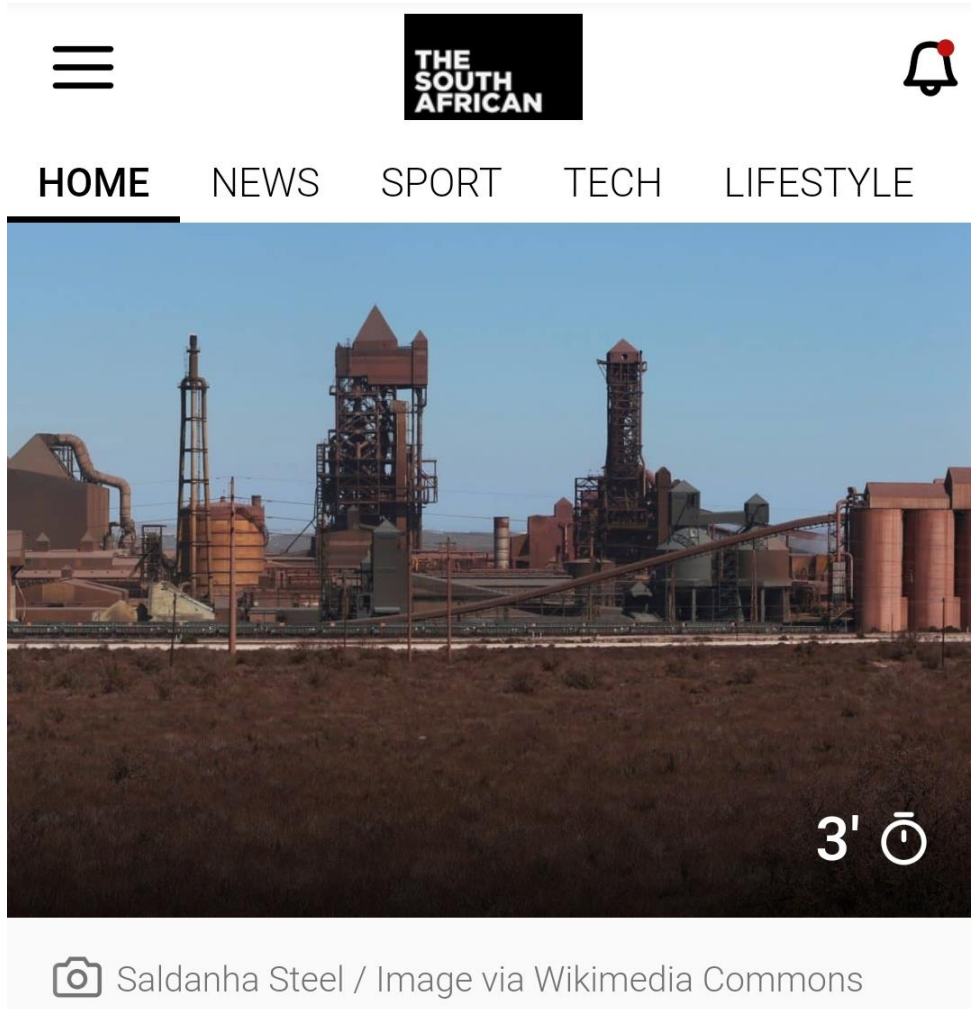 THE
SOUTH
AFRICAN
HOME NEWS SPORT TECH LIFESTYLE
3'
Saldanha Steel / Image via Wikimedia Commons